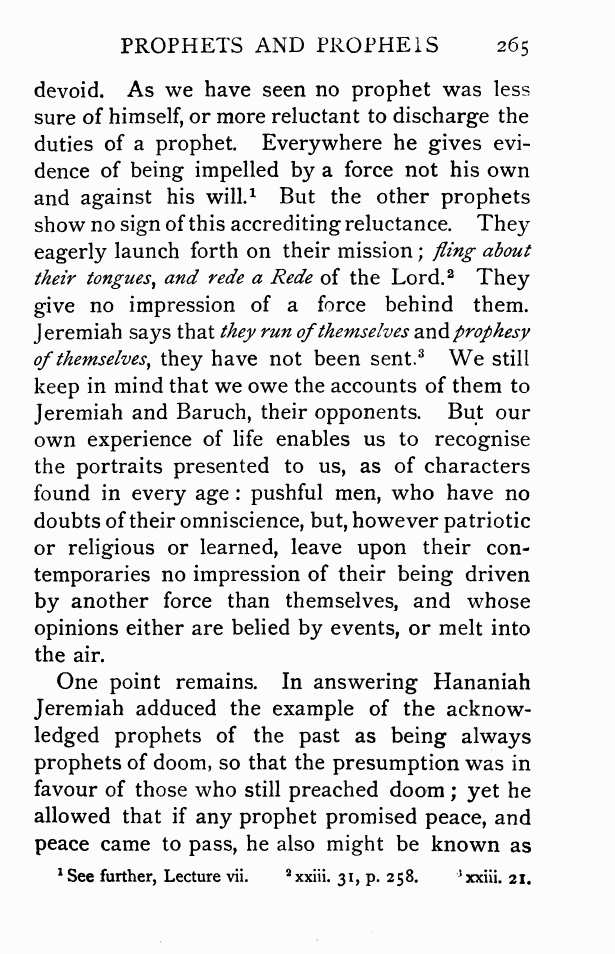 PROPHETS AND PROPHETS 265
devoid. As we have seen no prophet was less
sure of himself, or more reluctant to discharge the
duties of a prophet. Everywhere he gives evi-
dence of being impelled by a force not his own
and against his will.¹ But the other prophets
show no sign of this accrediting reluctance. They
eagerly launch forth on their mission ; fling about
their tongues, and rede a Rede of the Lord.² They
give no impression of a force behind them.
Jeremiah says that they run of themselves and prophesy
of themselves, they have not been sent.³ We still
keep in mind that we owe the accounts of them to
Jeremiah and Baruch, their opponents. But our
own experience of life enables us to recognise
the portraits presented to us, as of characters
found in every age : pushful men, who have no
doubts of their omniscience, but, however patriotic
or religious or learned, leave upon their con-
temporaries no impression of their being driven
by another force than themselves, and whose
opinions either are belied by events, or melt into
the air.
One point remains. In answering Hananiah
Jeremiah adduced the example of the acknow-
ledged prophets of the past as being always
prophets of doom, so that the presumption was in
favour of those who still preached doom ; yet he
allowed that if any prophet promised peace, and
peace came to pass, he also might be known as
¹ See further, Lecture vii. ² xxiii. 31, p. 258. ³ xxiii. 21.